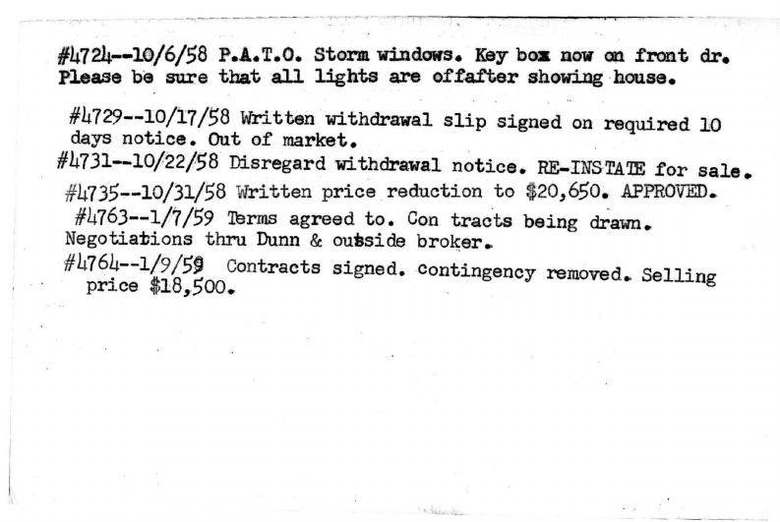 #4724--10/6/58 P.A.T.O. Storm windows. Key box now on front dr.
Please be sure that all lights are offafter showing house.
#4729--10/17/58 Written withdrawal slip signed on required 10
days notice. Out of market.
#4731--10/22/58 Disregard withdrawal notice. RE-INSTATE for sale.
#4735--10/31/58 Written price reduction to $20,650. APPROVED.
#4763--1/7/59 Terms agreed to. Con tracts being drawn.
Negotiations thru Dunn & outside broker.
#4764--1/9/59 Contracts signed. contingency removed. Selling
price $18,500.